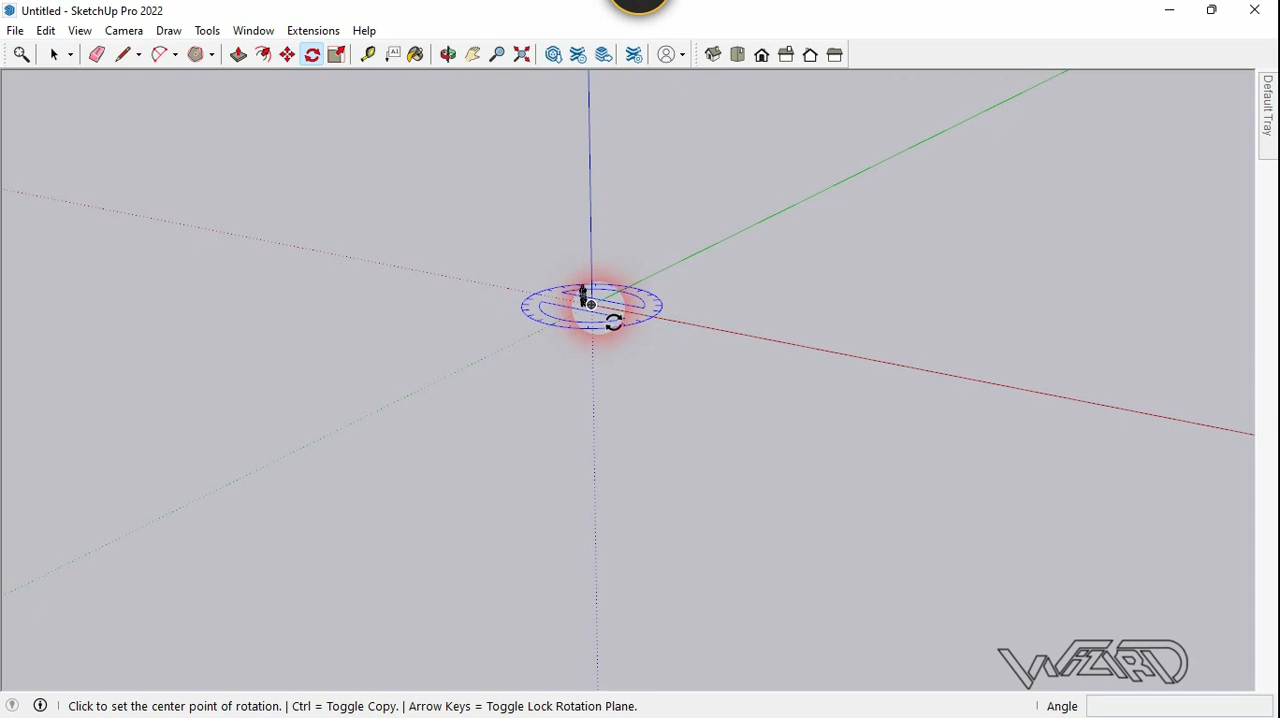 Untitled - SketchUp Pro 2022
File Edit View Camera Draw Tools Window Extensions Help
Default Tray
WIZARD
Click to set the center point of rotation. | Ctrl = Toggle Copy. | Arrow Keys = Toggle Lock Rotation Plane. Angle